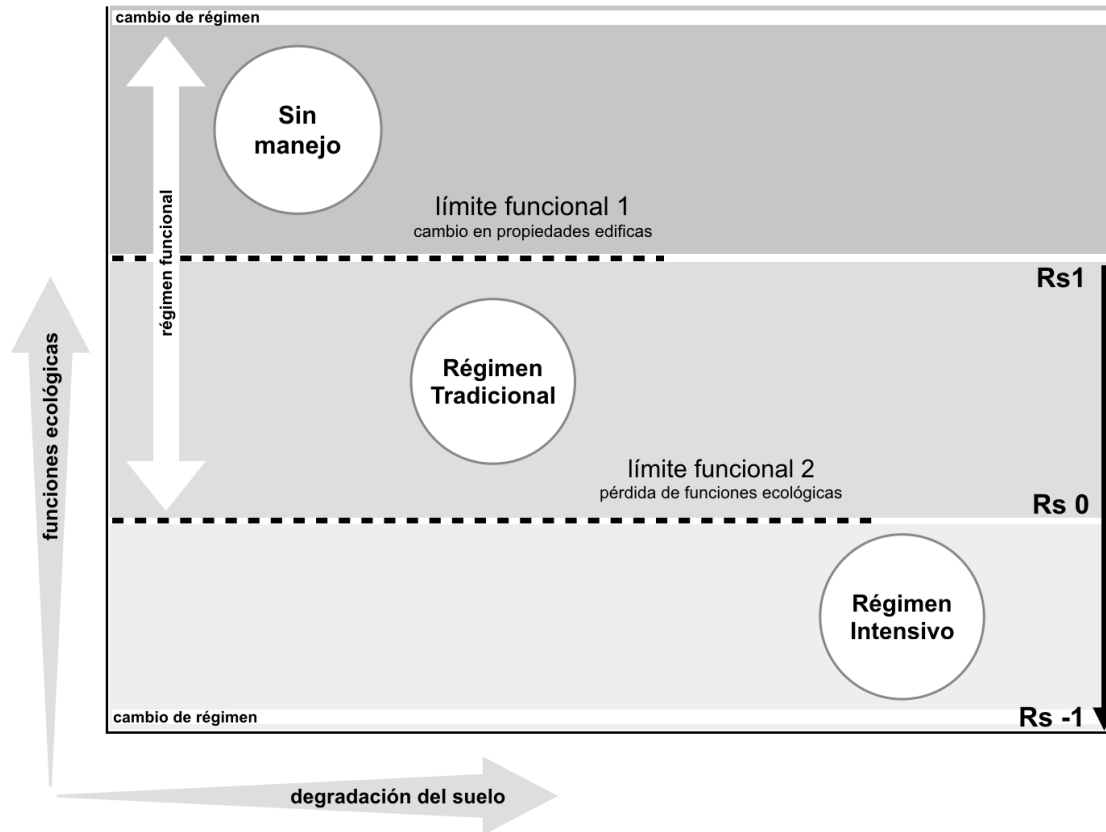 cambio de régimen
Sin
manejo
régimen funcional
límite funcional 1
cambio en propiedades edificas
Rs1
funciones ecológicas
Régimen
Tradicional
límite funcional 2
pérdida de funciones ecológicas
Rs 0
Régimen
Intensivo
cambio de régimen
Rs -1
degradación del suelo